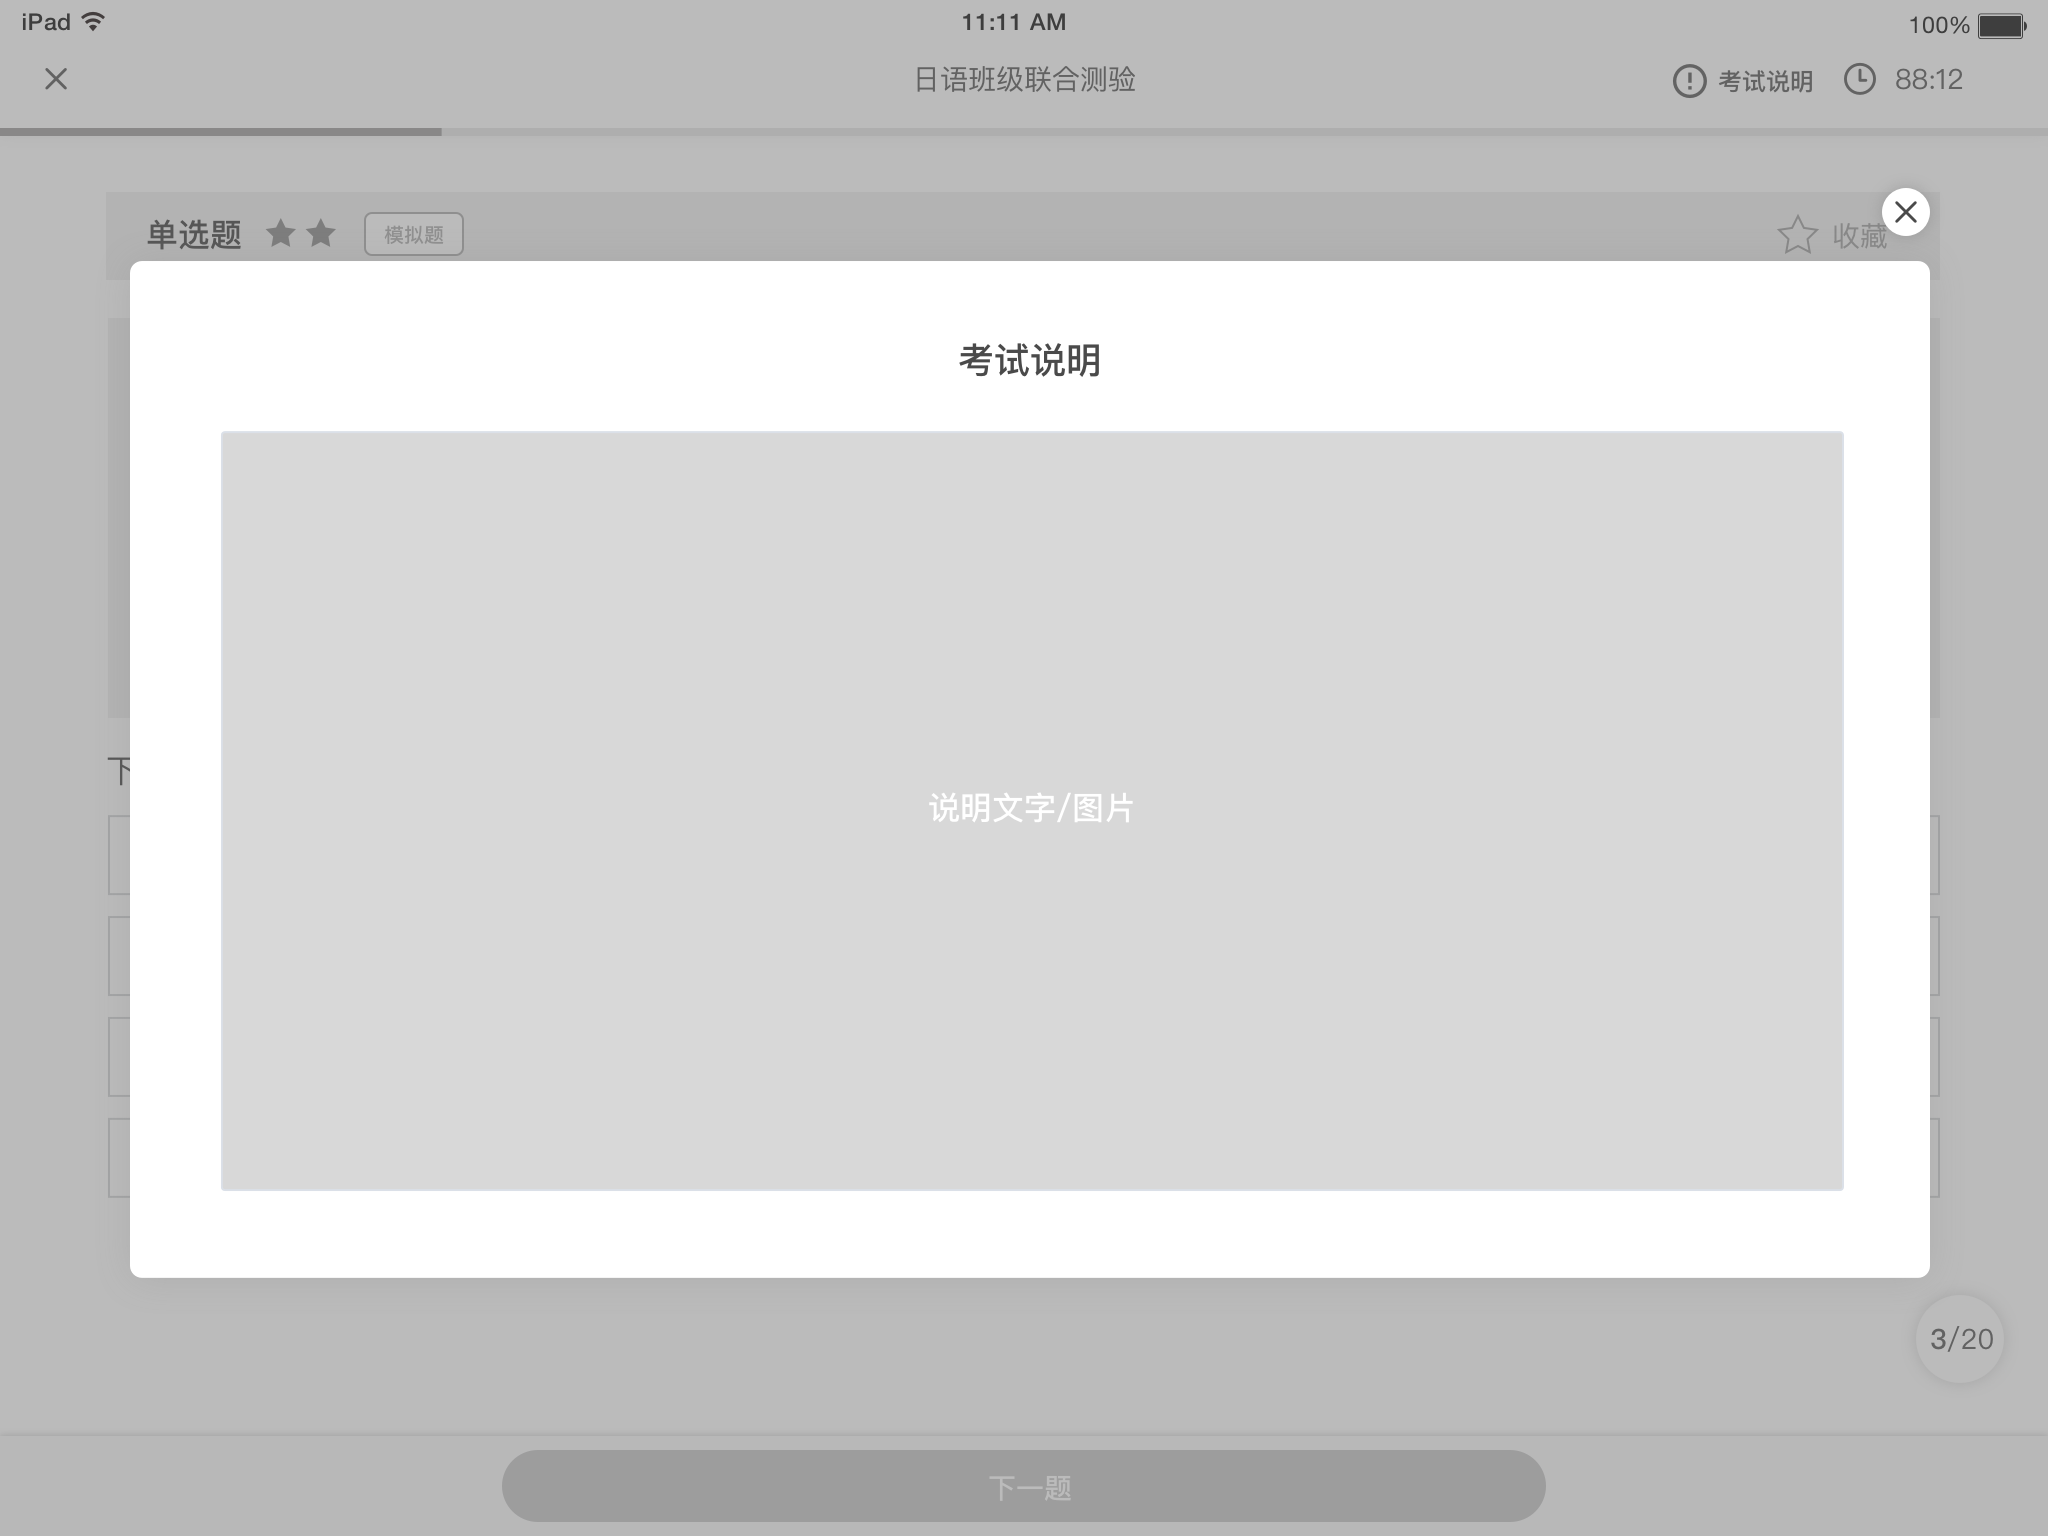 iPad
11:11 AM
100%
日语班级联合测验
考试说明
88:12
单选题
模拟题
收藏
考试说明
说明文字/图片
下
3/20
下一题